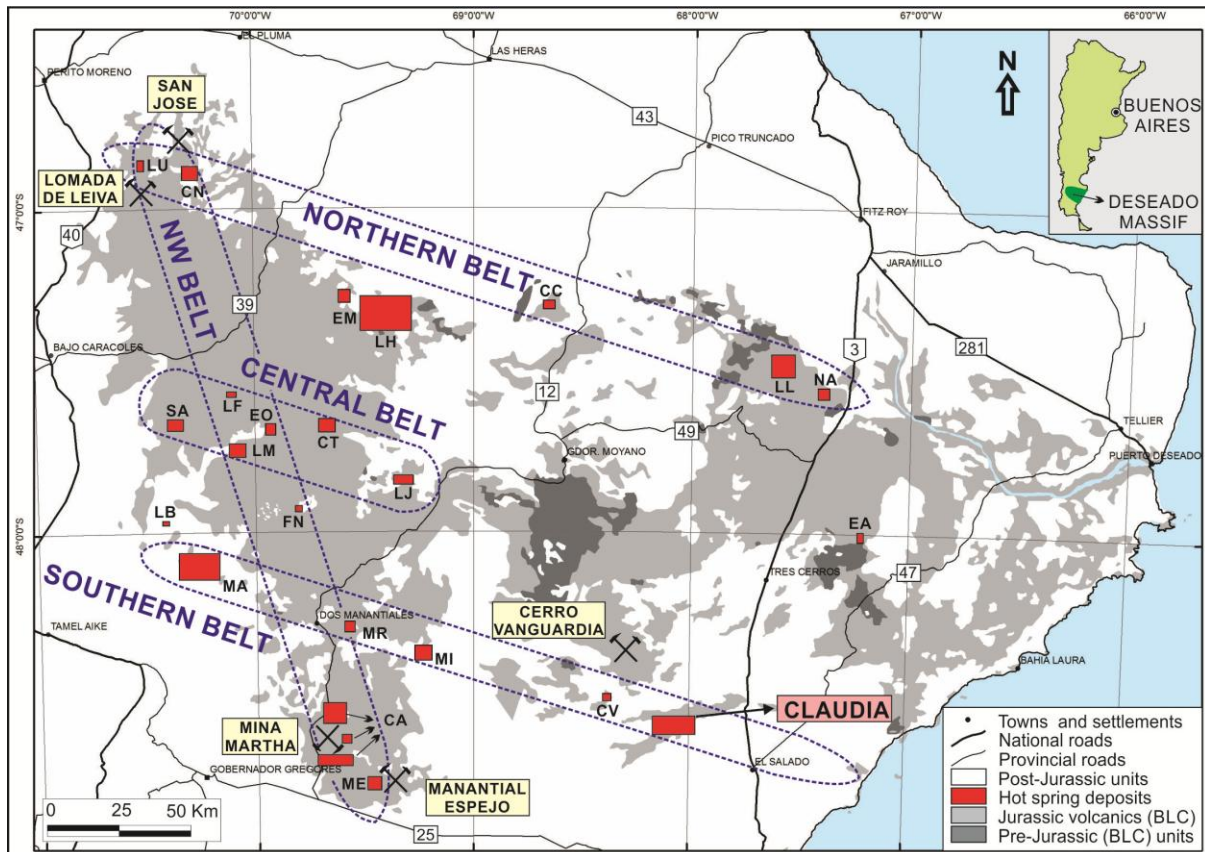 70°0'0"W
69°0'0"W
68°0'0"W
67°0'0"W
66°0'0"W
EL PLUMA
LAS HERAS
PERITO MORENO
SAN
JOSE
43
PICO TRUNCADO
N
BUENOS
AIRES
DESEADO
MASSIF
LU
CN
LOMADA
DE LEIVA
47°0'0"S
40
NORTHERN BELT
FITZ ROY
JARAMILLO
NW BELT
39
EM
LH
CC
BAJO CARACOLES
3
281
12
LL
NA
CENTRAL BELT
SA
LF
EO
LM
CT
LJ
49
GDOR. MOYANO
TELLIER
PUERTO DESEADO
LB
FN
48°0'0"S
EA
MA
TRES CERROS
47
SOUTHERN BELT
DOS MANANTIALES
MR
TAMEL AIKE
MI
CERRO
VANGUARDIA
BAHIA LAURA
CV
CLAUDIA
CA
MINA
MARTHA
GOBERNADOR GREGORES
ME
MANANTIAL
ESPEJO
EL SALADO
25
0 25 50 Km
Towns and settlements
National roads
Provincial roads
Post-Jurassic units
Hot spring deposits
Jurassic volcanics (BLC)
Pre-Jurassic (BLC) units